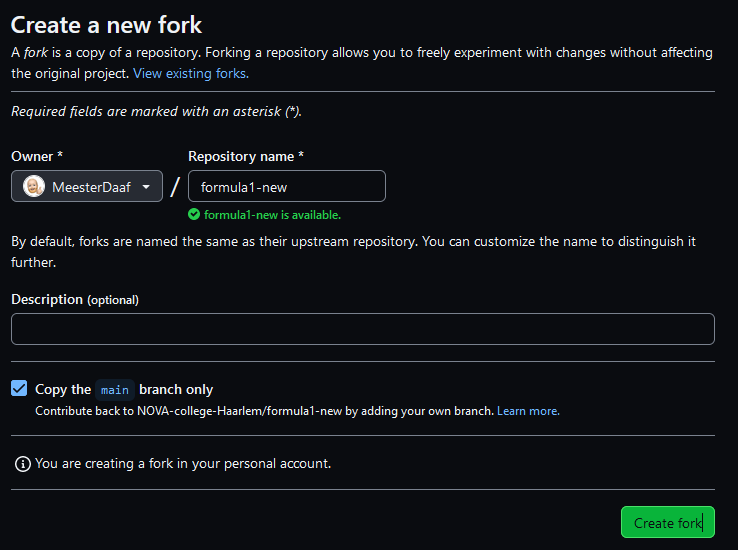 Create a new fork
A fork is a copy of a repository. Forking a repository allows you to freely experiment with changes without affecting
the original project. View existing forks.
Required fields are marked with an asterisk (*).
Owner *
Repository name *
MeesterDaaf
/
formula1-new
formula1-new is available.
By default, forks are named the same as their upstream repository. You can customize the name to distinguish it
further.
Description (optional)
Copy the main branch only
Contribute back to NOVA-college-Haarlem/formula1-new by adding your own branch. Learn more.
You are creating a fork in your personal account.
Create fork